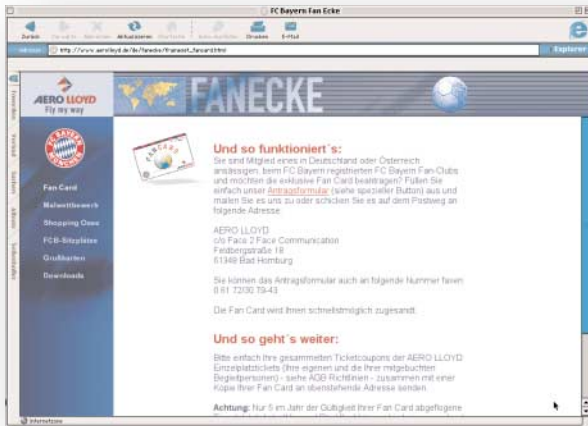 FC Bayern Fan Ecke
Zurück
Aktualisieren
Drucken
E-Mail
http://www.aerolloyd.de/de/fanecke/frameset_fancard.html
Explorer
AERO LLOYD
Fly my way
FANECKE
FC BAYERN
MÜNCHEN
Fan Card
Malwettbewerb
Shopping Ones
FCB-Sitzplätze
Grußkarten
Downloads
FANCARD
Und so funktioniert´s:
Sie sind Mitglied eines in Deutschland oder Österreich
ansässigen, beim FC Bayern registrierten FC Bayern Fan-Clubs
und möchten die exklusive Fan Card beantragen? Füllen Sie
einfach unser Antragsformular (siehe spezieller Button) aus und
mailen Sie es uns zu oder schicken Sie es auf dem Postweg an
folgende Adresse:
AERO LLOYD
c/o Face 2 Face Communication
Feldbergstraße 18
61348 Bad Homburg
Sie können das Antragsformular auch an folgende Nummer faxen:
0 61 72/30 79-43
Die Fan Card wird Ihnen schnellstmöglich zugesandt.
Und so geht´s weiter:
Bitte einfach Ihre gesammelten Ticketcoupons der AERO LLOYD
Einzelplatztickets (Ihre eigenen und die Ihrer mitgebuchten
Begleitpersonen) - siehe AGB Richtlinien - zusammen mit einer
Kopie Ihrer Fan Card an obenstehende Adresse senden.
Achtung: Nur 5 im Jahr der Gültigkeit Ihrer Fan Card abgeflogene
Internetzone